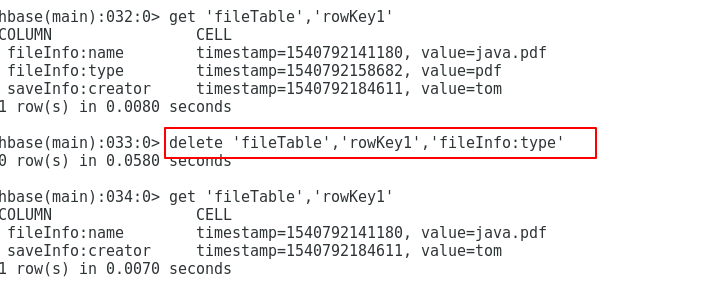 hbase(main):032:0> get 'fileTable','rowKey1'
COLUMN CELL
fileInfo:name timestamp=1540792141180, value=java.pdf
fileInfo:type timestamp=1540792158682, value=pdf
saveInfo:creator timestamp=1540792184611, value=tom
1 row(s) in 0.0080 seconds
hbase(main):033:0> delete 'fileTable','rowKey1','fileInfo:type'
0 row(s) in 0.0580 seconds
hbase(main):034:0> get 'fileTable','rowKey1'
COLUMN CELL
fileInfo:name timestamp=1540792141180, value=java.pdf
saveInfo:creator timestamp=1540792184611, value=tom
1 row(s) in 0.0070 seconds